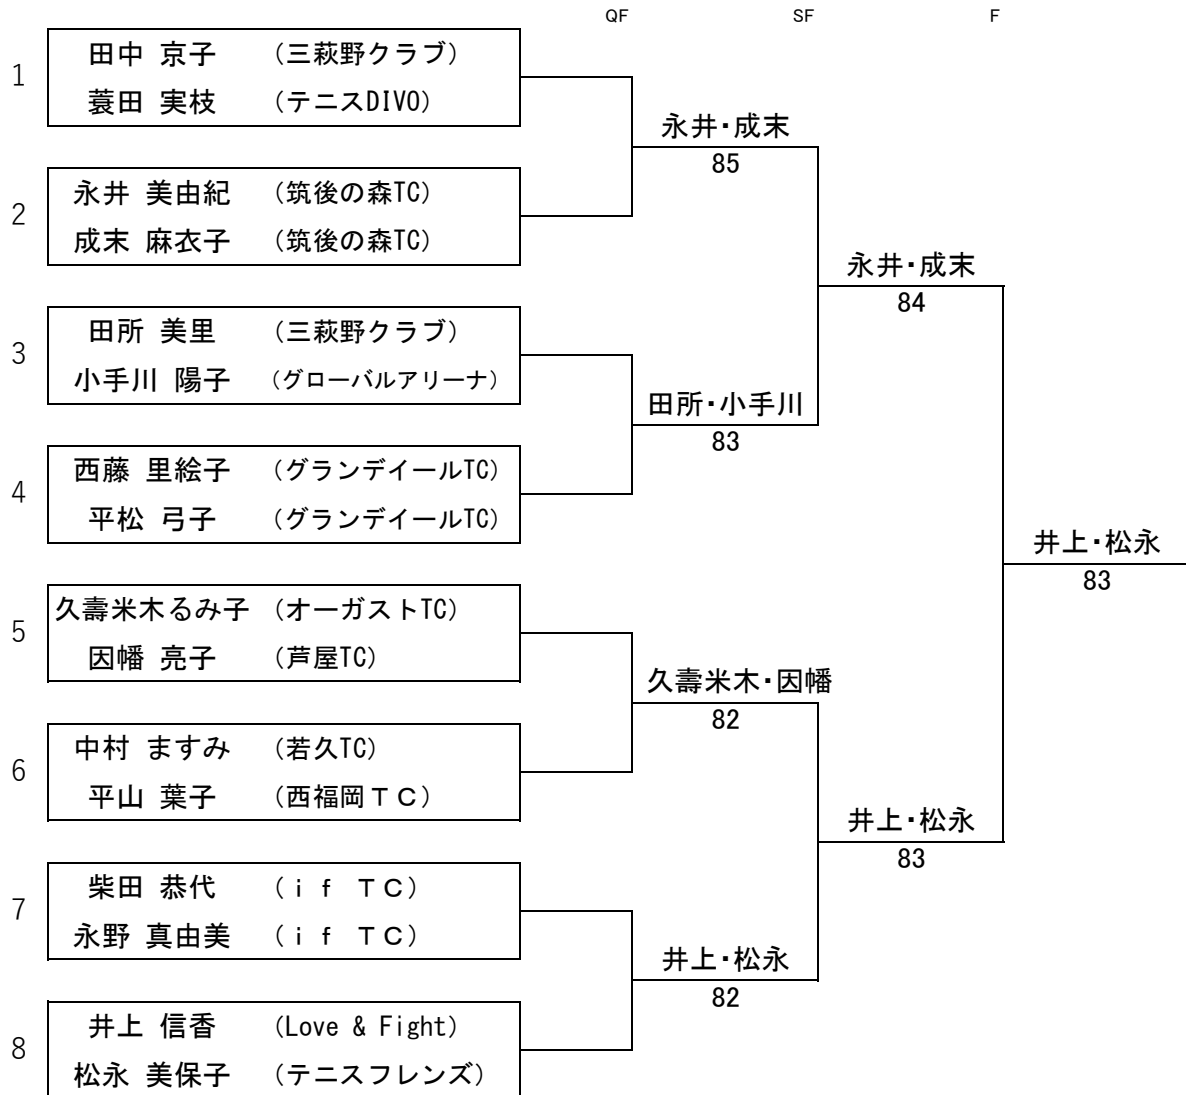 QF SF F
1
田中 京子 (三萩野クラブ)
蓑田 実枝 (テニスDIVO)
永井・成末
85
2
永井 美由紀 (筑後の森TC)
成末 麻衣子 (筑後の森TC)
永井・成末
84
3
田所 美里 (三萩野クラブ)
小手川 陽子 (グローバルアリーナ)
田所・小手川
83
4
西藤 里絵子 (グランデイールTC)
平松 弓子 (グランデイールTC)
井上・松永
83
5
久壽米木るみ子 (オーガストTC)
因幡 亮子 (芦屋TC)
久壽米木・因幡
82
6
中村 ますみ (若久TC)
平山 葉子 (西福岡ＴＣ)
井上・松永
83
7
柴田 恭代 (ｉｆ ＴＣ)
永野 真由美 (ｉｆ ＴＣ)
井上・松永
82
8
井上 信香 (Love & Fight)
松永 美保子 (テニスフレンズ)